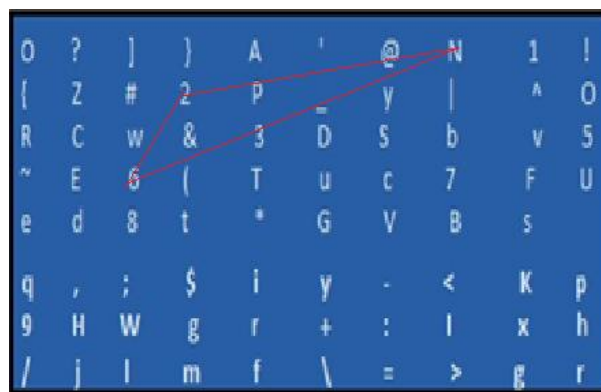 O ? ] } A ' @ N 1 !
{ Z # 2 P _ y | ^ O
R C w & 3 D S b v 5
~ E 6 ( T u c 7 F U
e d 8 t * G V B s
q , ; $ i y - < K p
9 H W g r + : l x h
/ j l m f \ = > g r